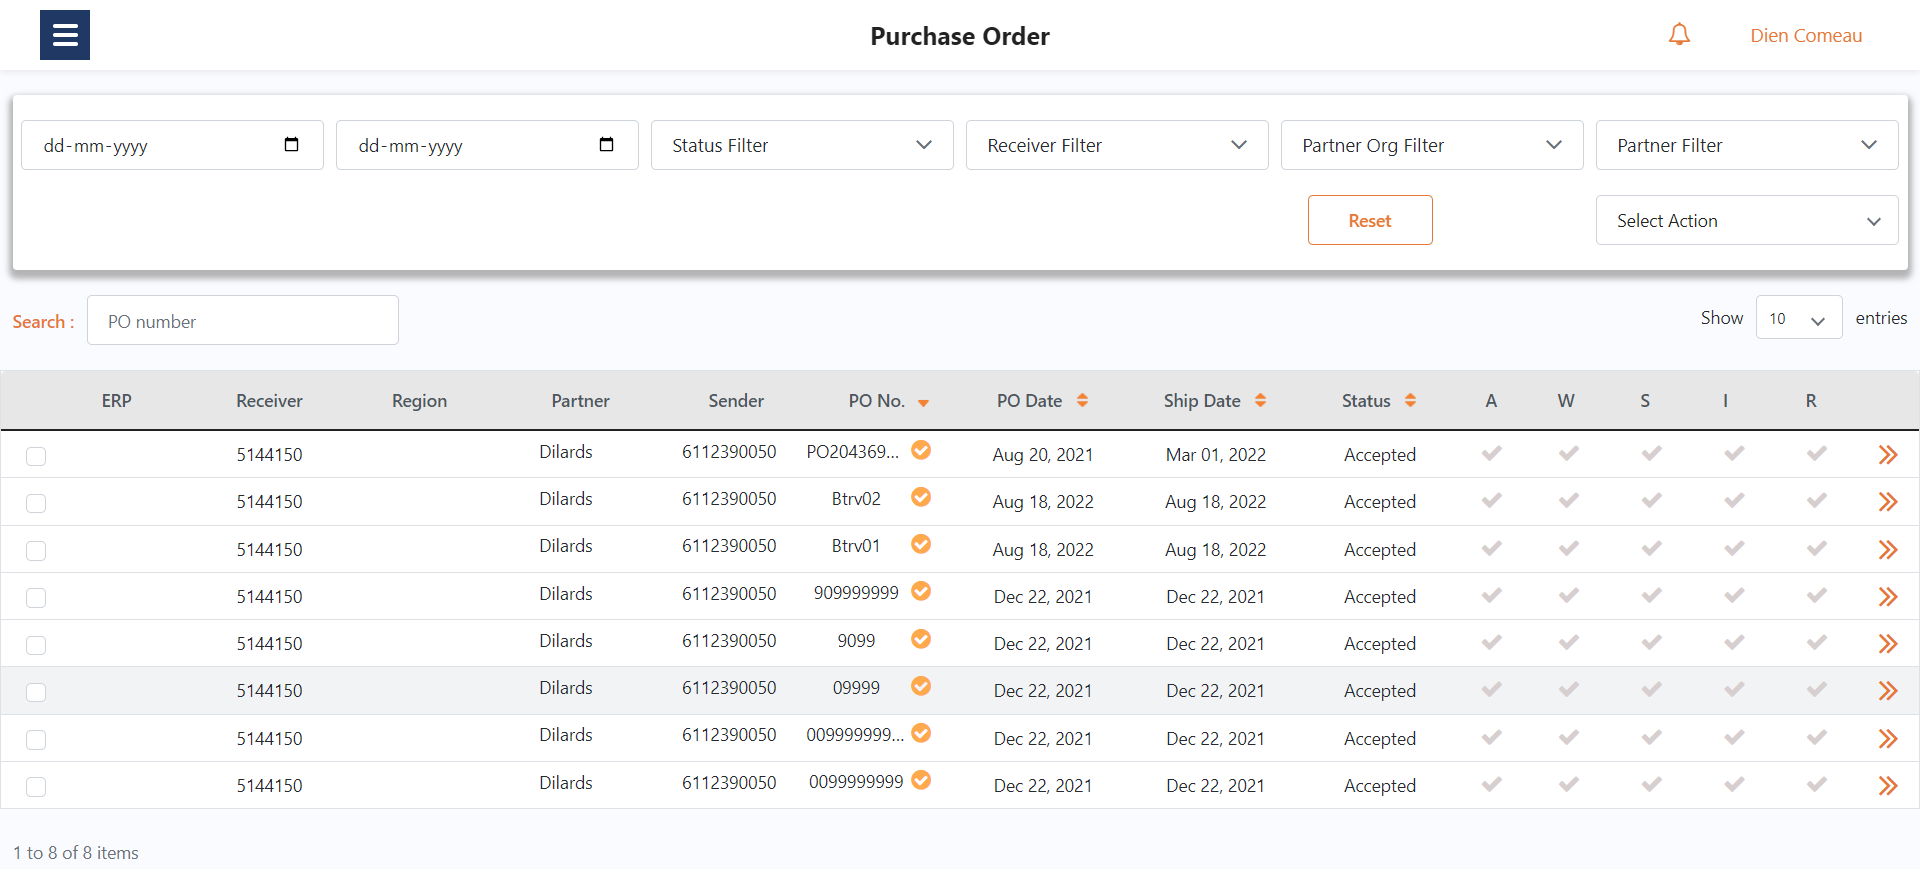 Purchase Order
Dien Comeau
dd-mm-yyyy dd-mm-yyyy Status Filter Receiver Filter Partner Org Filter Partner Filter
Reset Select Action
Search : PO number Show 10 entries
ERP Receiver Region Partner Sender PO No. PO Date Ship Date Status A W S I R
5144150 Dilards 6112390050 PO204369... Aug 20, 2021 Mar 01, 2022 Accepted
5144150 Dilards 6112390050 Btrv02 Aug 18, 2022 Aug 18, 2022 Accepted
5144150 Dilards 6112390050 Btrv01 Aug 18, 2022 Aug 18, 2022 Accepted
5144150 Dilards 6112390050 909999999 Dec 22, 2021 Dec 22, 2021 Accepted
5144150 Dilards 6112390050 9099 Dec 22, 2021 Dec 22, 2021 Accepted
5144150 Dilards 6112390050 09999 Dec 22, 2021 Dec 22, 2021 Accepted
5144150 Dilards 6112390050 009999999... Dec 22, 2021 Dec 22, 2021 Accepted
5144150 Dilards 6112390050 0099999999 Dec 22, 2021 Dec 22, 2021 Accepted
1 to 8 of 8 items